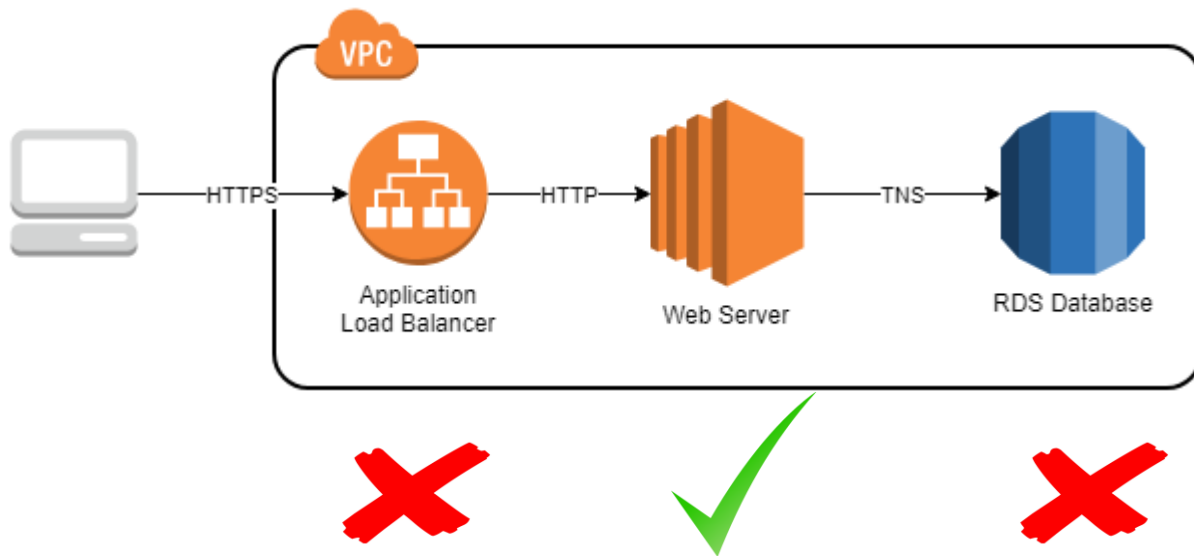 VPC
HTTPS
HTTP
TNS
Application
Load Balancer
Web Server
RDS Database